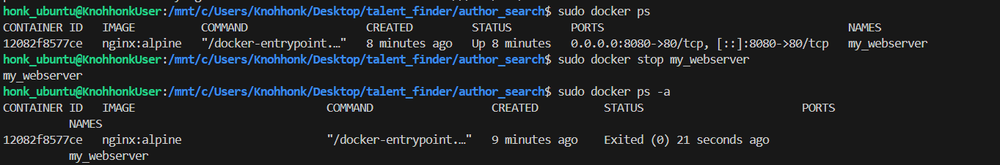 honk_ubuntu@KnohhonkUser:/mnt/c/Users/Knohhonk/Desktop/talent_finder/author_search$ sudo docker ps
CONTAINER ID   IMAGE          COMMAND                  CREATED         STATUS         PORTS                                     NAMES
12082f8577ce   nginx:alpine   "/docker-entrypoint.…"   8 minutes ago   Up 8 minutes   0.0.0.0:8080->80/tcp, [::]:8080->80/tcp   my_webserver
honk_ubuntu@KnohhonkUser:/mnt/c/Users/Knohhonk/Desktop/talent_finder/author_search$ sudo docker stop my_webserver
my_webserver
honk_ubuntu@KnohhonkUser:/mnt/c/Users/Knohhonk/Desktop/talent_finder/author_search$ sudo docker ps -a
CONTAINER ID   IMAGE                             COMMAND                  CREATED          STATUS                        PORTS
          NAMES
12082f8577ce   nginx:alpine                      "/docker-entrypoint.…"   9 minutes ago    Exited (0) 21 seconds ago
          my_webserver